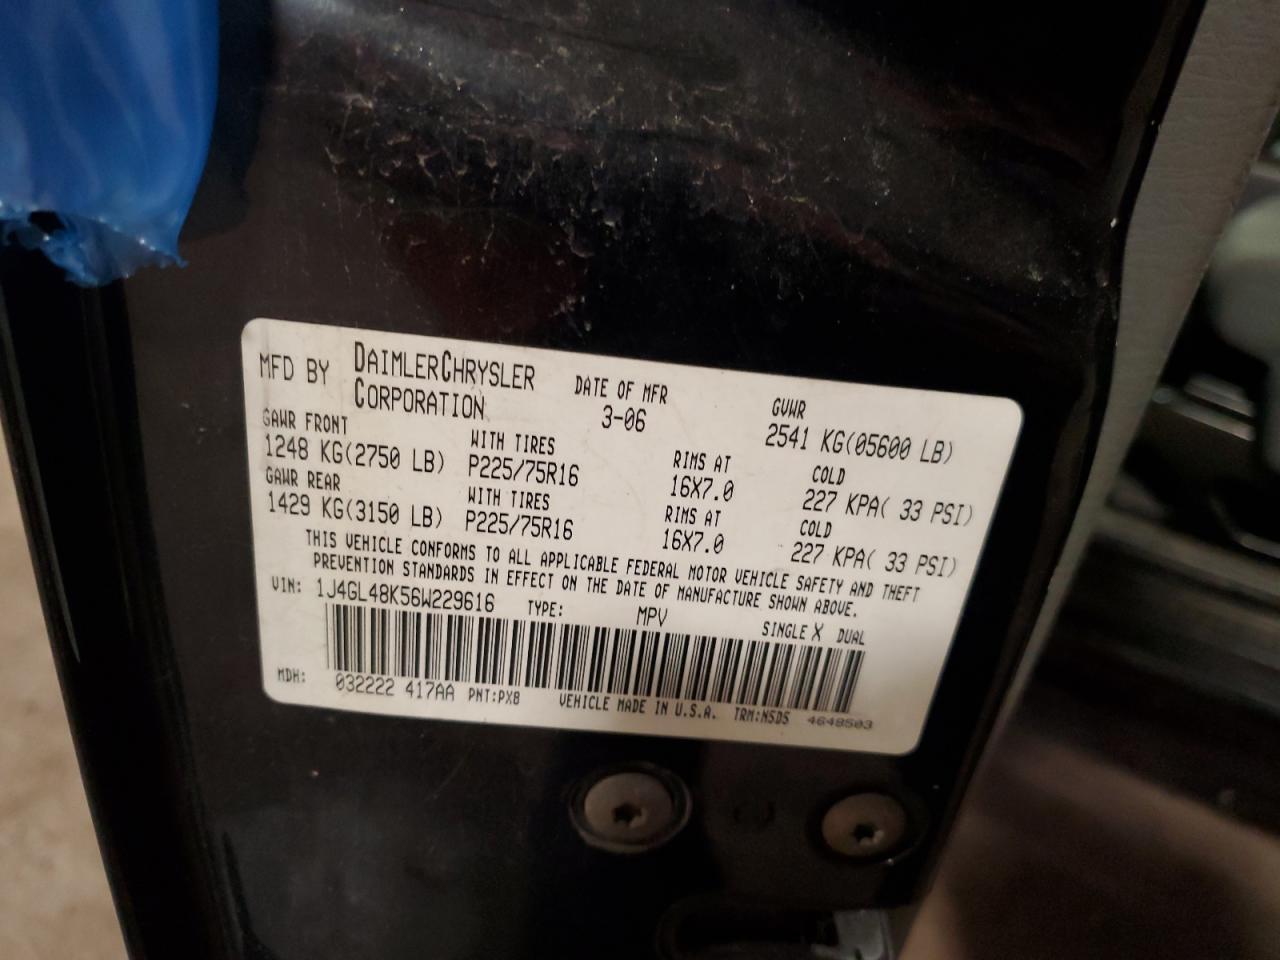 MFD BY DAIMLERCHRYSLER CORPORATION DATE OF MFR 3-06 GVWR 2541 KG(05600 LB)
GAWR FRONT WITH TIRES RIMS AT COLD
1248 KG(2750 LB) P225/75R16 16X7.0 227 KPA( 33 PSI)
GAWR REAR WITH TIRES RIMS AT COLD
1429 KG(3150 LB) P225/75R16 16X7.0 227 KPA( 33 PSI)
THIS VEHICLE CONFORMS TO ALL APPLICABLE FEDERAL MOTOR VEHICLE SAFETY AND THEFT
PREVENTION STANDARDS IN EFFECT ON THE DATE OF MANUFACTURE SHOWN ABOVE.
VIN: 1J4GL48K56W229616 TYPE: MPV SINGLE X DUAL
MDH: 032222 417AA PNT:PX8 VEHICLE MADE IN U.S.A. TRM:N5D5 4648503